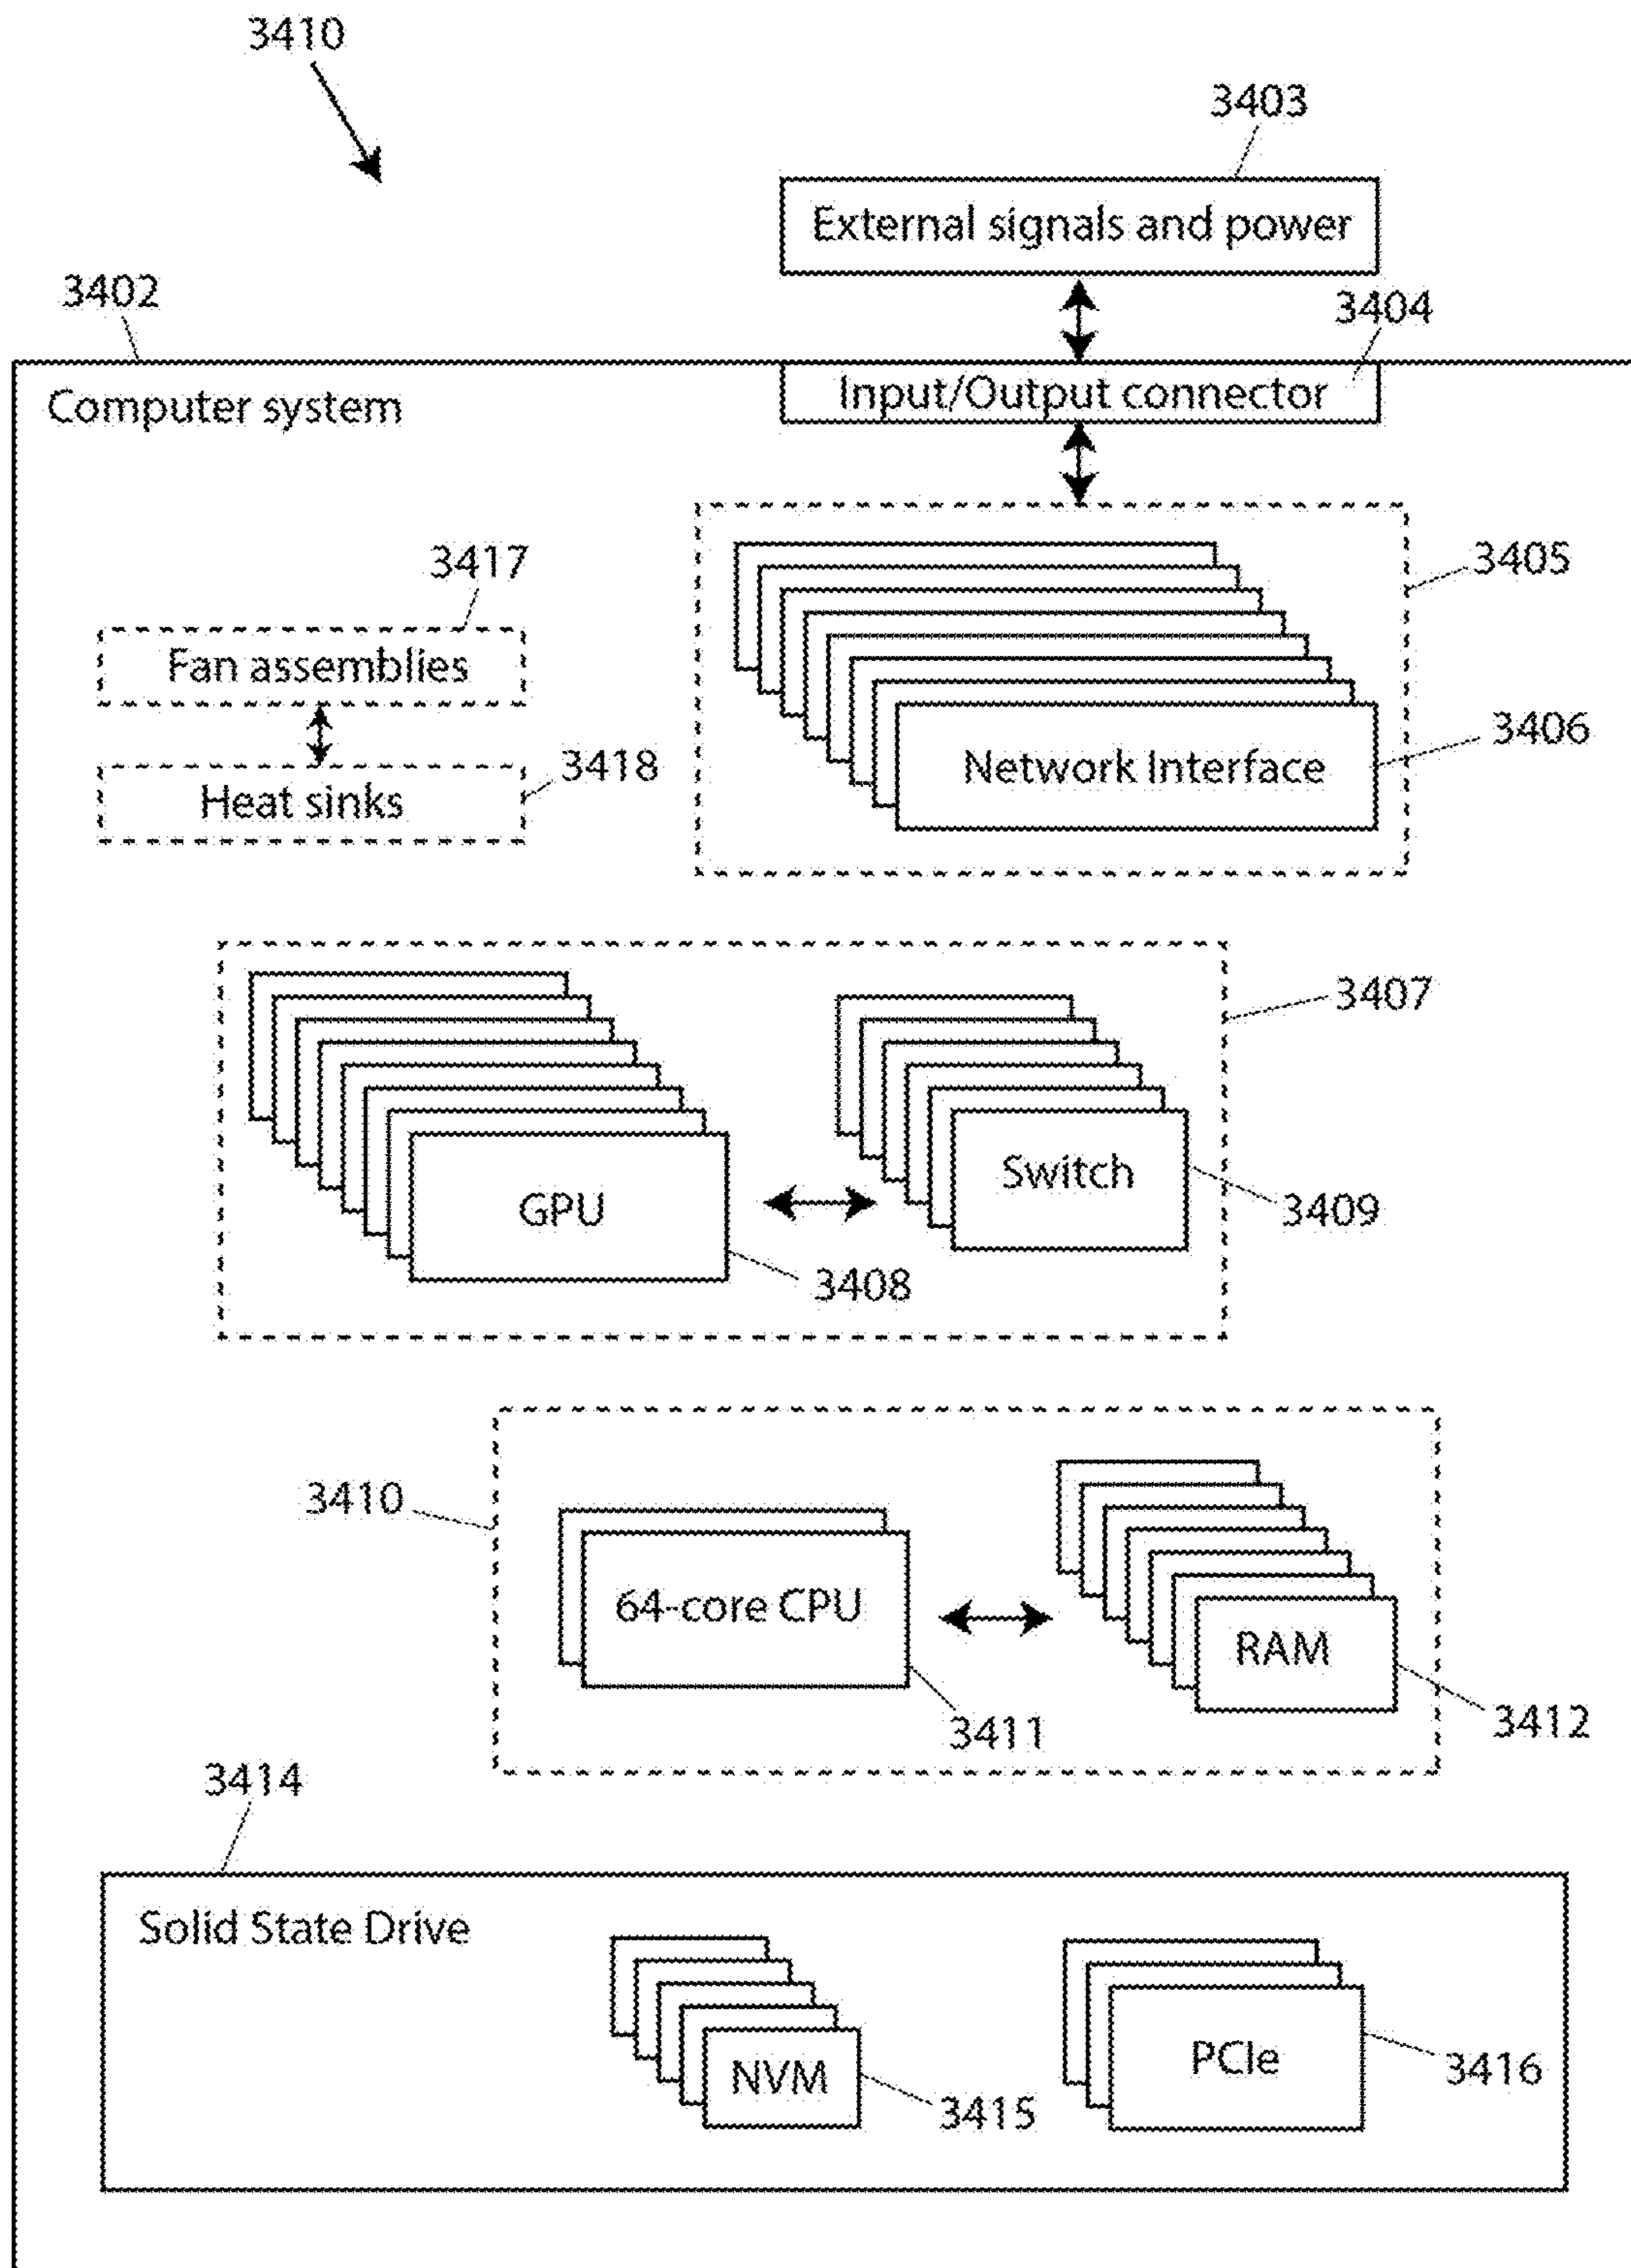 3410
3403
External signals and power
3402
3404
Computer system
Input/Output connector
3417
3405
Fan assemblies
3406
3418
Network Interface
Heat sinks
3407
Switch
GPU
3409
3408
3410
64-core CPU
RAM
3411
3412
3414
Solid State Drive
PCIe
NVM
3416
3415